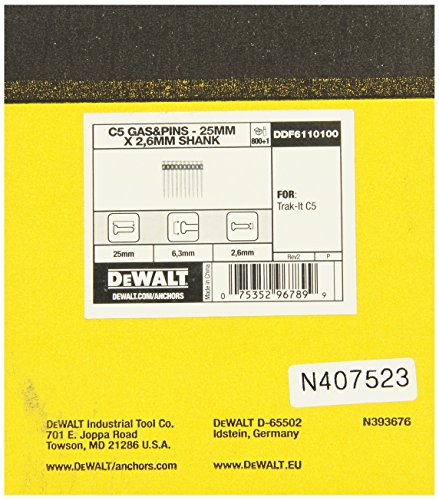 C5 GAS&PINS - 25MM
X 2,6MM SHANK
800+1
DDF6110100
FOR:
Trak-It C5
25mm
6,3mm
2,6mm
Rev2
P
DEWALT
DEWALT.COM/ANCHORS
Made in China
0 75352 96789 9
N407523
DEWALT Industrial Tool Co.
701 E. Joppa Road
Towson, MD 21286 U.S.A.
www.DEWALT/anchors.com
DEWALT D-65502
Idstein, Germany
www.DEWALT.EU
N393676